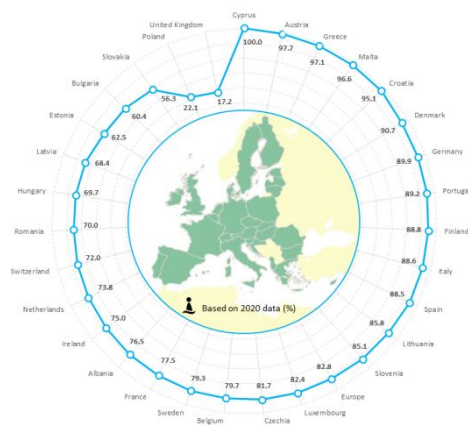 Cyprus
100.0
Austria
97.7
Greece
97.1
Malta
96.6
Croatia
95.1
Denmark
90.7
Germany
89.9
Portuga
89.2
Finland
88.8
Italy
88.6
Spain
88.5
Lithuania
85.8
Slovenia
85.1
Europe
82.8
Luxembourg
82.4
Czechia
81.7
Belgium
79.7
Sweden
79.3
France
77.5
Albania
76.5
Ireland
75.0
Netherlands
73.8
Switzerland
72.0
Romania
70.0
Hungary
69.7
Latvia
68.4
Estonia
62.5
Bulgaria
60.4
Slovakia
56.3
Poland
22.1
United Kingdom
17.2
Based on 2020 data (%)